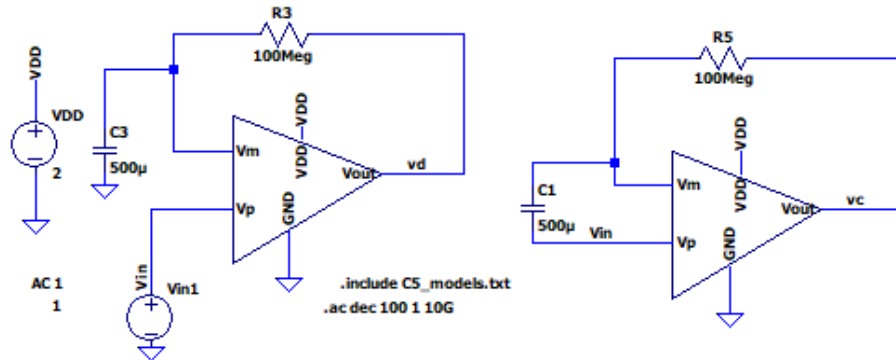 R3
100Meg
VDD
VDD
2
C3
500µ
VDD
VDD
Vm
Vp
Vout
GND
vd
Vin
Vin1
AC 1
1
.include C5_models.txt
.ac dec 100 1 10G
R5
100Meg
C1
500µ
Vin
VDD
VDD
Vm
Vp
Vout
GND
vc